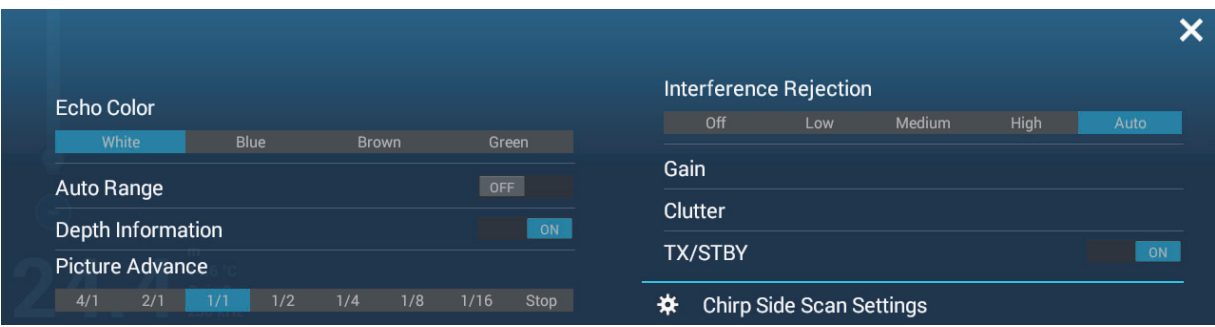 Echo Color
White Blue Brown Green
Auto Range OFF
Depth Information ON
Picture Advance
4/1 2/1 1/1 1/2 1/4 1/8 1/16 Stop
Interference Rejection
Off Low Medium High Auto
Gain
Clutter
TX/STBY ON
Chirp Side Scan Settings